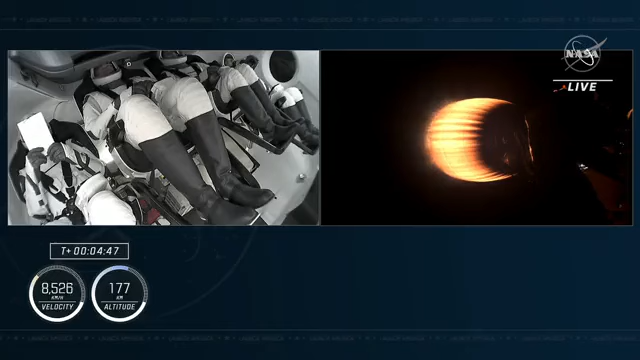 NASA
LIVE
T+ 00:04:47
8,526
KM/H
VELOCITY
177
KM
ALTITUDE